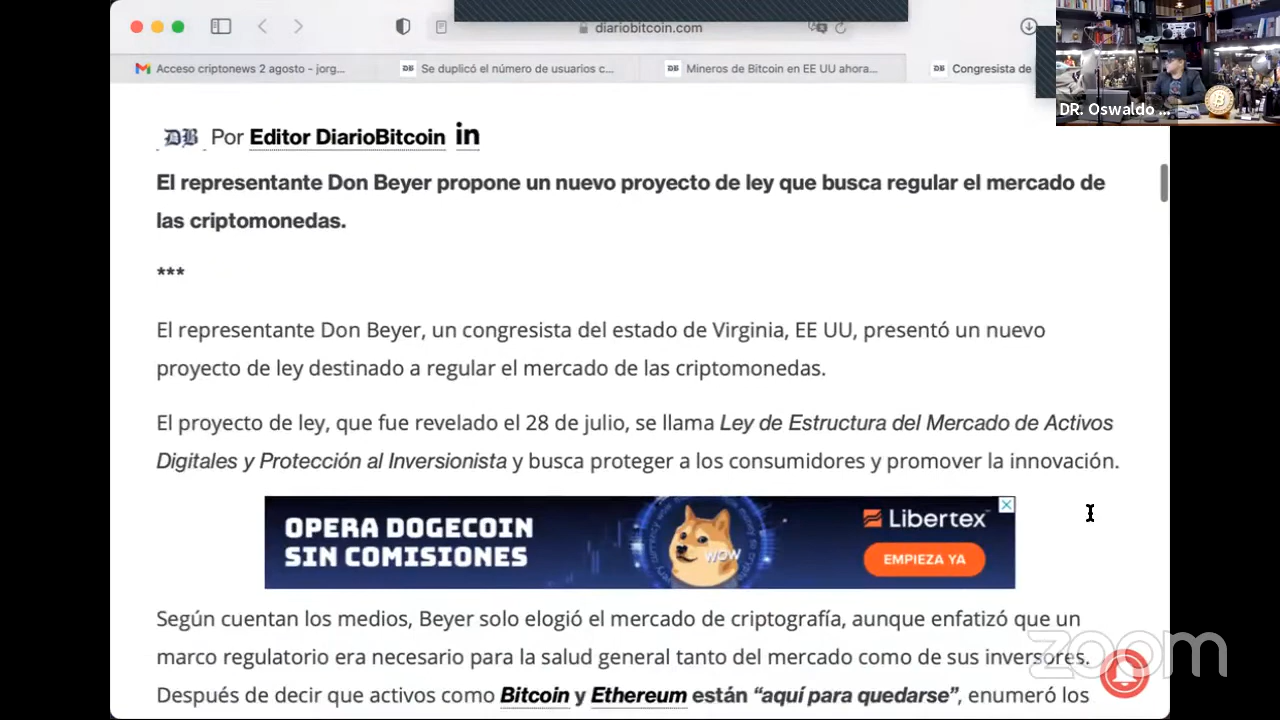 diariobitcoin.com
Acceso criptonews 2 agosto - jorg...
DB Se duplicó el número de usuarios c...
DB Mineros de Bitcoin en EE UU ahora...
DB Congresista de
DR. Oswaldo ...
DB Por Editor DiarioBitcoin in
El representante Don Beyer propone un nuevo proyecto de ley que busca regular el mercado de
las criptomonedas.
***
El representante Don Beyer, un congresista del estado de Virginia, EE UU, presentó un nuevo
proyecto de ley destinado a regular el mercado de las criptomonedas.
El proyecto de ley, que fue revelado el 28 de julio, se llama Ley de Estructura del Mercado de Activos
Digitales y Protección al Inversionista y busca proteger a los consumidores y promover la innovación.
OPERA DOGECOIN
SIN COMISIONES
WOW
Libertex
EMPIEZA YA
Según cuentan los medios, Beyer solo elogió el mercado de criptografía, aunque enfatizó que un
marco regulatorio era necesario para la salud general tanto del mercado como de sus inversores.
Después de decir que activos como Bitcoin y Ethereum están “aquí para quedarse”, enumeró los
zoom